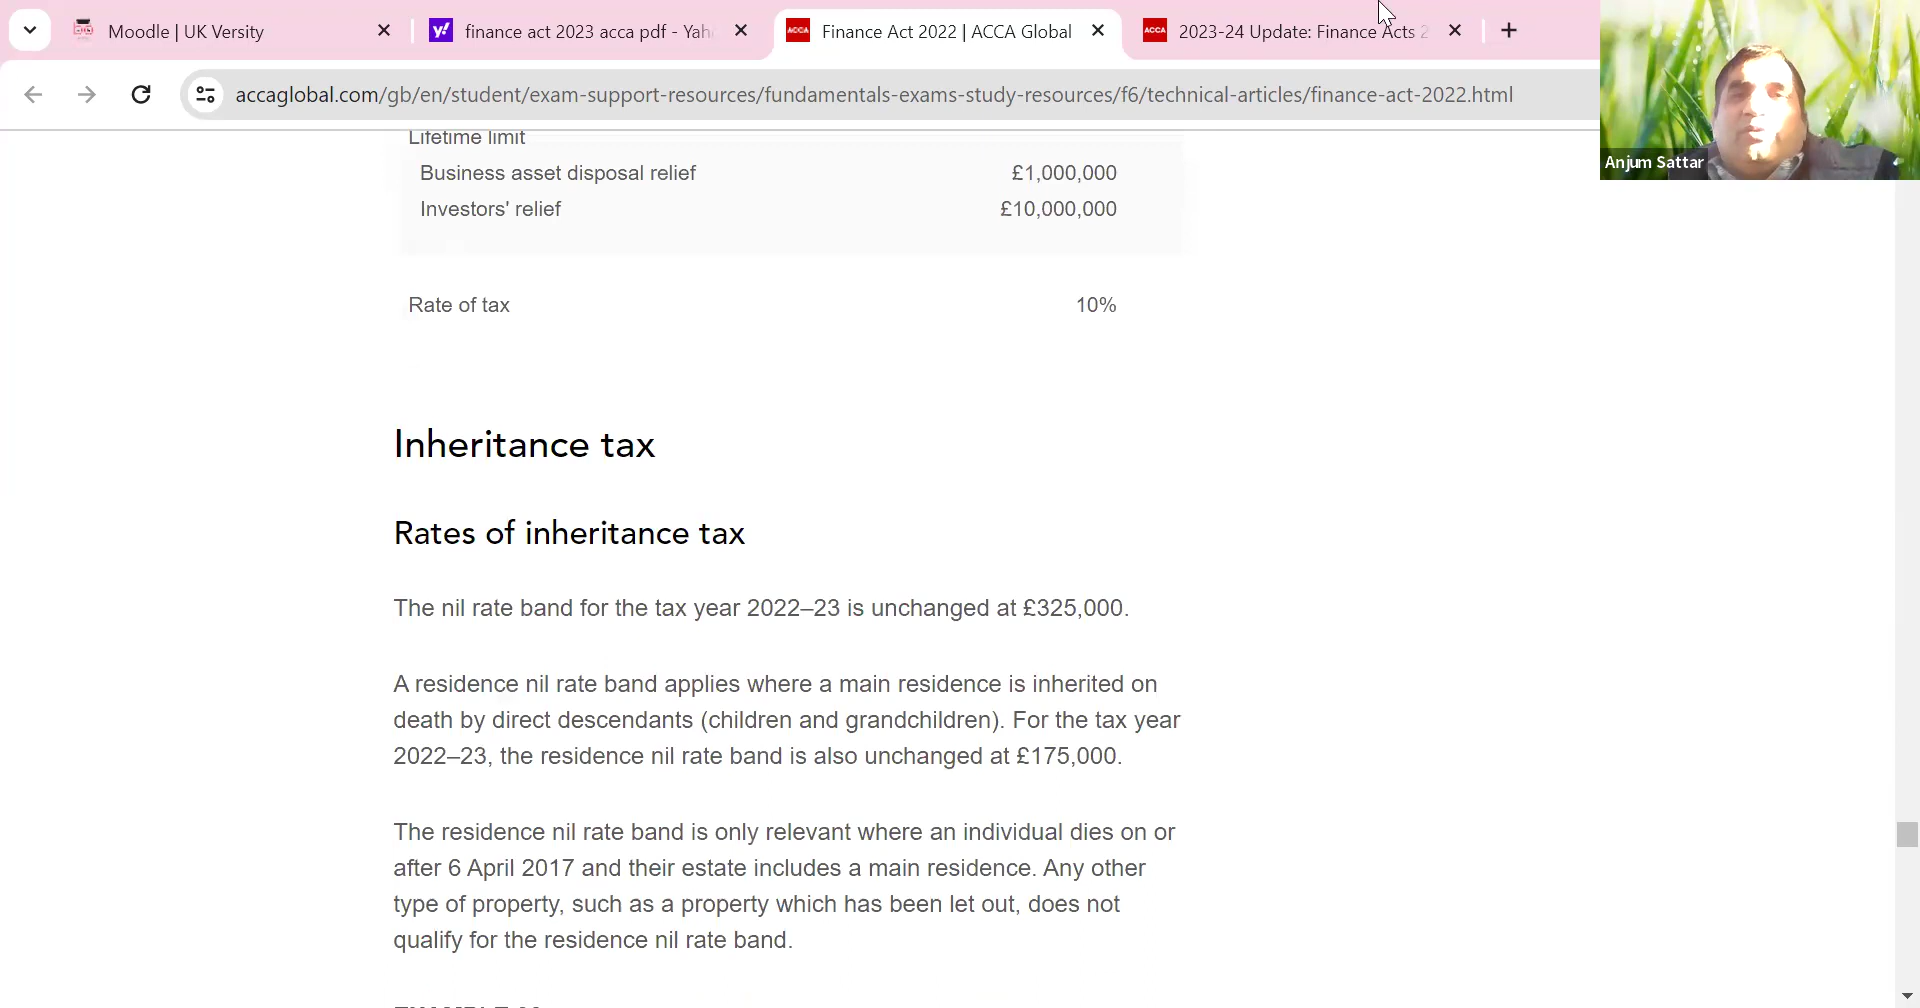 Moodle | UK Versity
finance act 2023 acca pdf - Yah
Finance Act 2022 | ACCA Global
2023-24 Update: Finance Acts 2
accaglobal.com/gb/en/student/exam-support-resources/fundamentals-exams-study-resources/f6/technical-articles/finance-act-2022.html
Anjum Sattar
Lifetime limit
Business asset disposal relief £1,000,000
Investors' relief £10,000,000
Rate of tax 10%
Inheritance tax
Rates of inheritance tax
The nil rate band for the tax year 2022–23 is unchanged at £325,000.
A residence nil rate band applies where a main residence is inherited on
death by direct descendants (children and grandchildren). For the tax year
2022–23, the residence nil rate band is also unchanged at £175,000.
The residence nil rate band is only relevant where an individual dies on or
after 6 April 2017 and their estate includes a main residence. Any other
type of property, such as a property which has been let out, does not
qualify for the residence nil rate band.